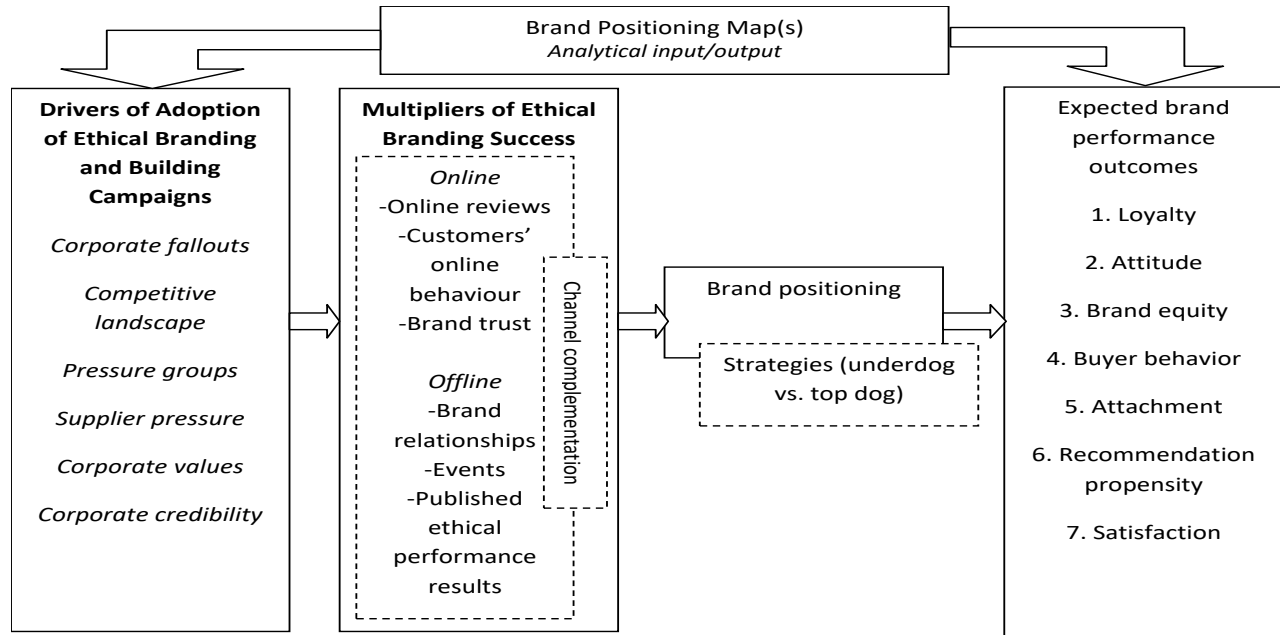 Brand Positioning Map(s)
Analytical input/output
Drivers of Adoption
of Ethical Branding
and Building
Campaigns
Corporate fallouts
Competitive
landscape
Pressure groups
Supplier pressure
Corporate values
Corporate credibility
Multipliers of Ethical
Branding Success
Online
-Online reviews
-Customers’
online
behaviour
-Brand trust
Offline
-Brand
relationships
-Events
-Published
ethical
performance
results
Channel complementation
Brand positioning
Strategies (underdog
vs. top dog)
Expected brand
performance
outcomes
1. Loyalty
2. Attitude
3. Brand equity
4. Buyer behavior
5. Attachment
6. Recommendation
propensity
7. Satisfaction